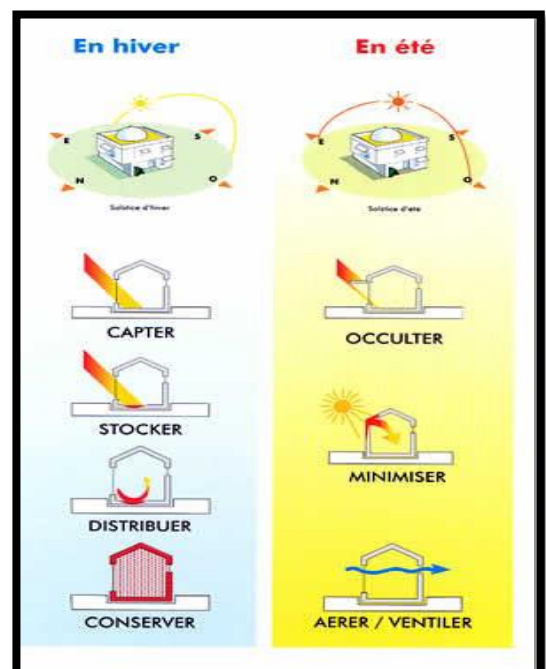 En hiver
E
S
N
O
Solstice d'hiver
CAPTER
STOCKER
DISTRIBUER
CONSERVER
En été
E
S
N
O
Solstice d'été
OCCULTER
MINIMISER
AERER / VENTILER